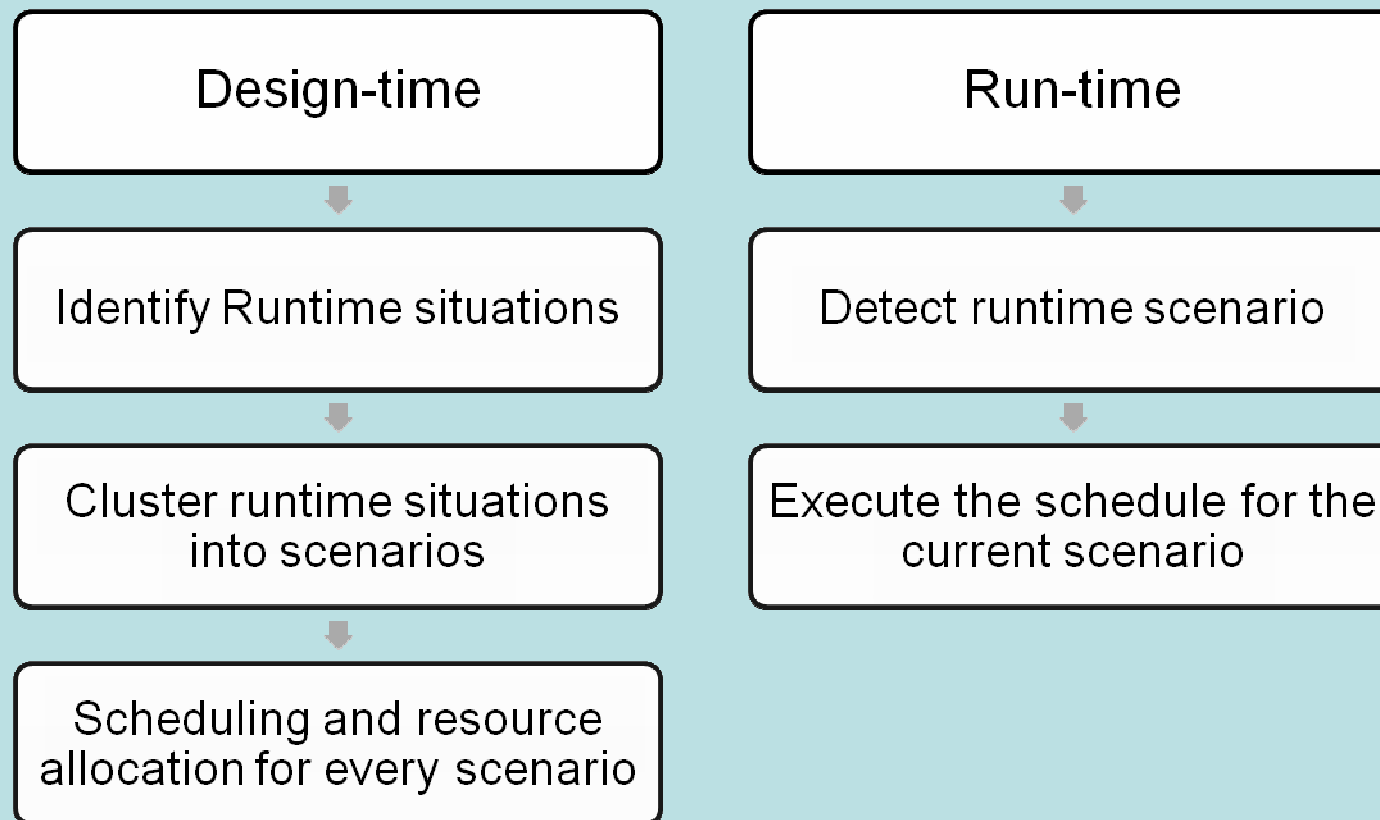 Design-time
Identify Runtime situations
Cluster runtime situations
into scenarios
Scheduling and resource
allocation for every scenario
Run-time
Detect runtime scenario
Execute the schedule for the
current scenario